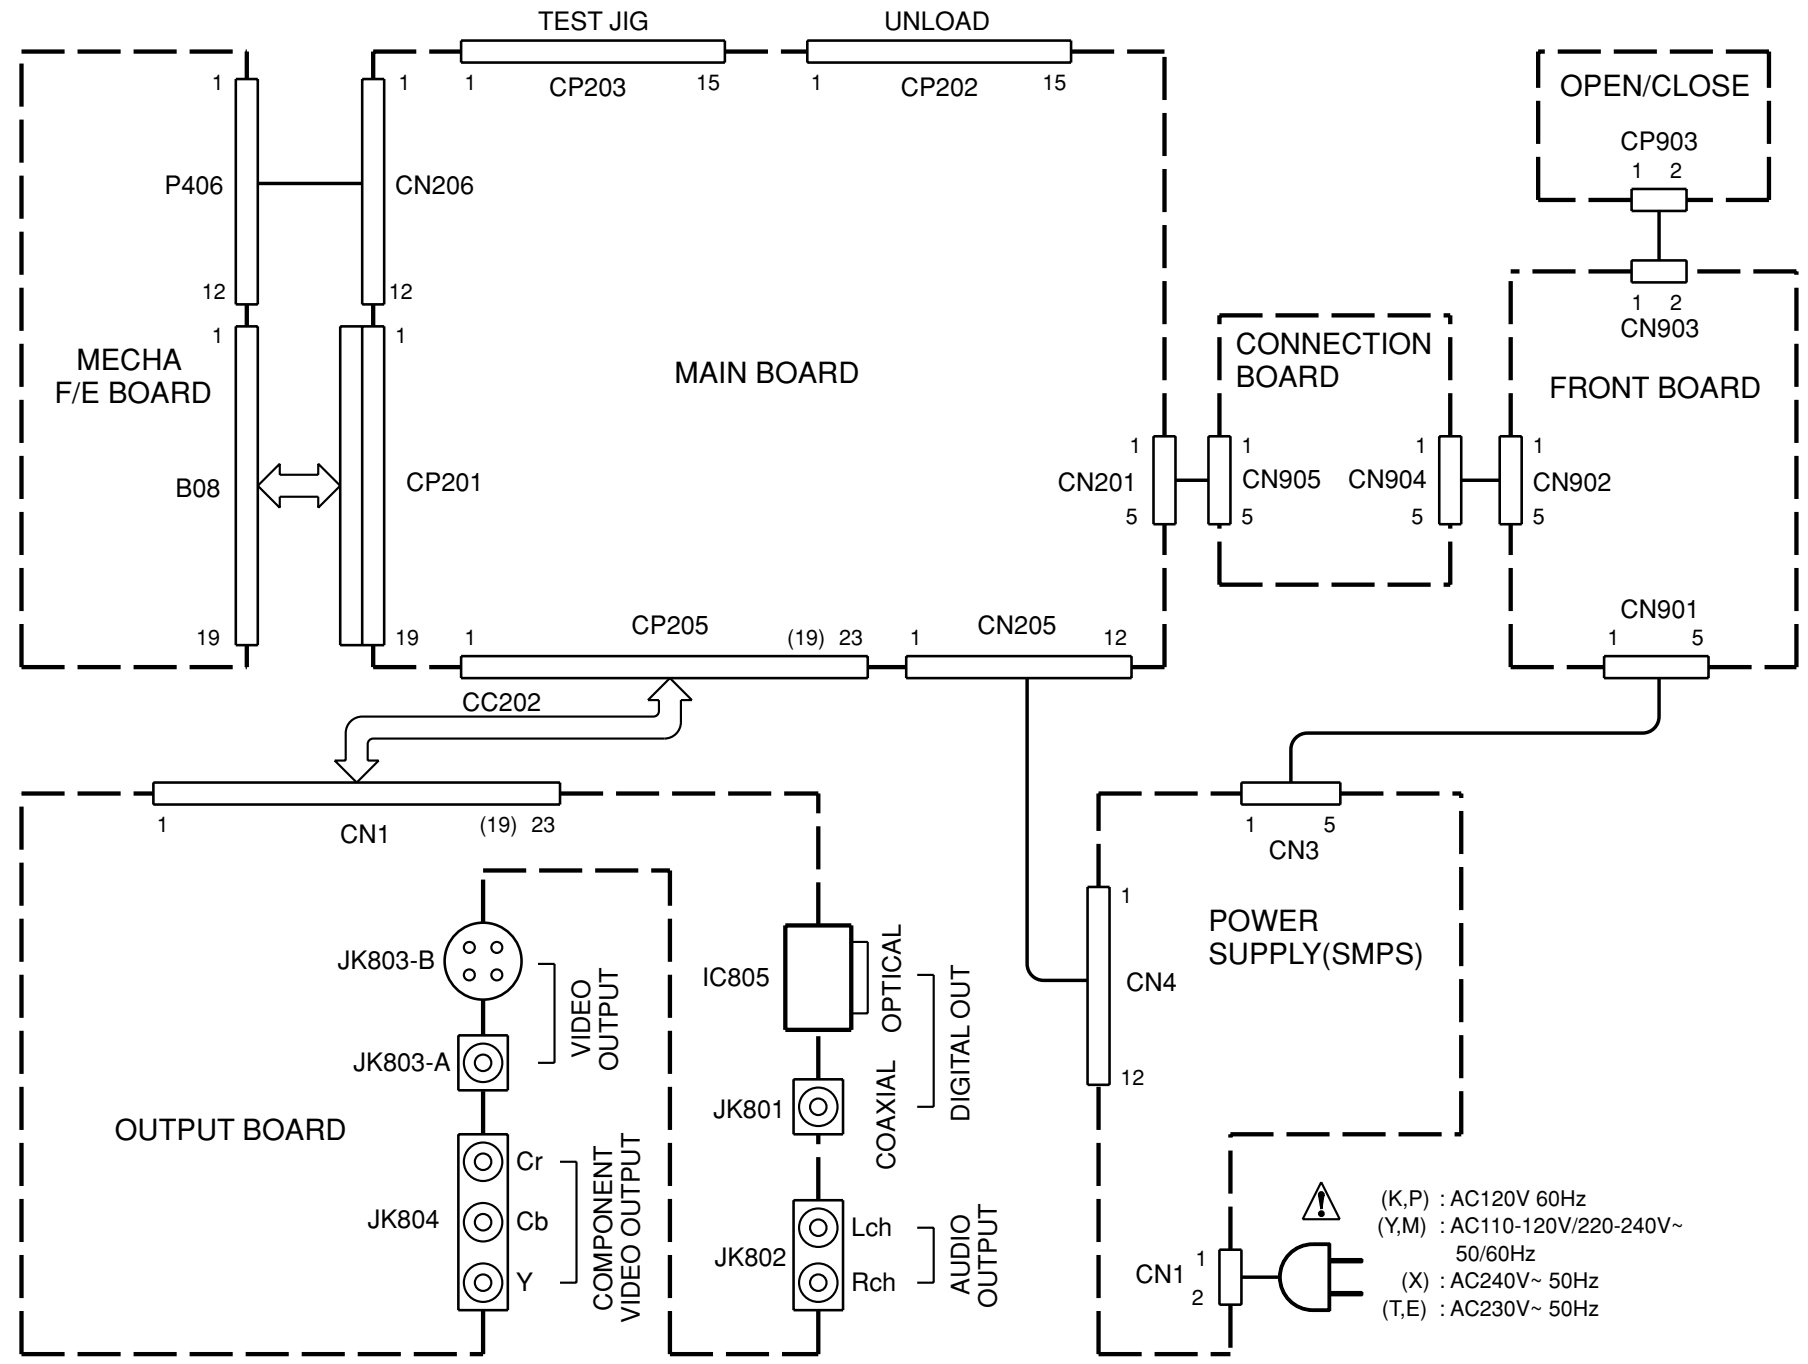 TEST JIG
UNLOAD
1 CP203 15
1 CP202 15
OPEN/CLOSE
CP903
1 2
1
P406
12
1
CN206
12
1 2
CN903
FRONT BOARD
MECHA
F/E BOARD
1
B08
19
1
CP201
19
MAIN BOARD
CONNECTION
BOARD
1
CN201
5
1
CN905
5
1
CN904
5
1
CN902
5
CN901
1 5
CP205
1 (19) 23
CN205
1 12
CC202
1 (19) 23
CN1
1 5
CN3
POWER
SUPPLY(SMPS)
1
CN4
12
JK803-B
JK803-A
VIDEO
OUTPUT
IC805
OPTICAL
JK801
COAXIAL
DIGITAL OUT
OUTPUT BOARD
JK804
Cr
Cb
Y
COMPONENT
VIDEO OUTPUT
JK802
Lch
Rch
AUDIO
OUTPUT
1
CN1
2
(K,P) : AC120V 60Hz
(Y,M) : AC110-120V/220-240V~
50/60Hz
(X) : AC240V~ 50Hz
(T,E) : AC230V~ 50Hz